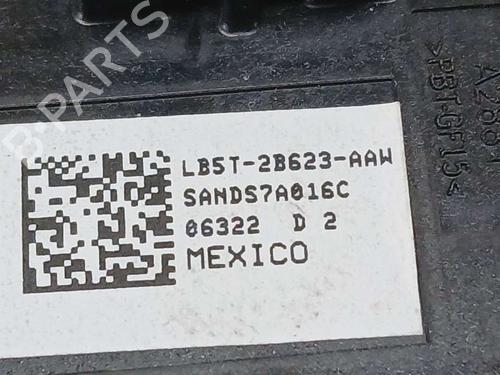 B-PARTS
LB5T-2B623-AAW
SANDS7A016C
06322 D 2
MEXICO
>PBT-GF15<